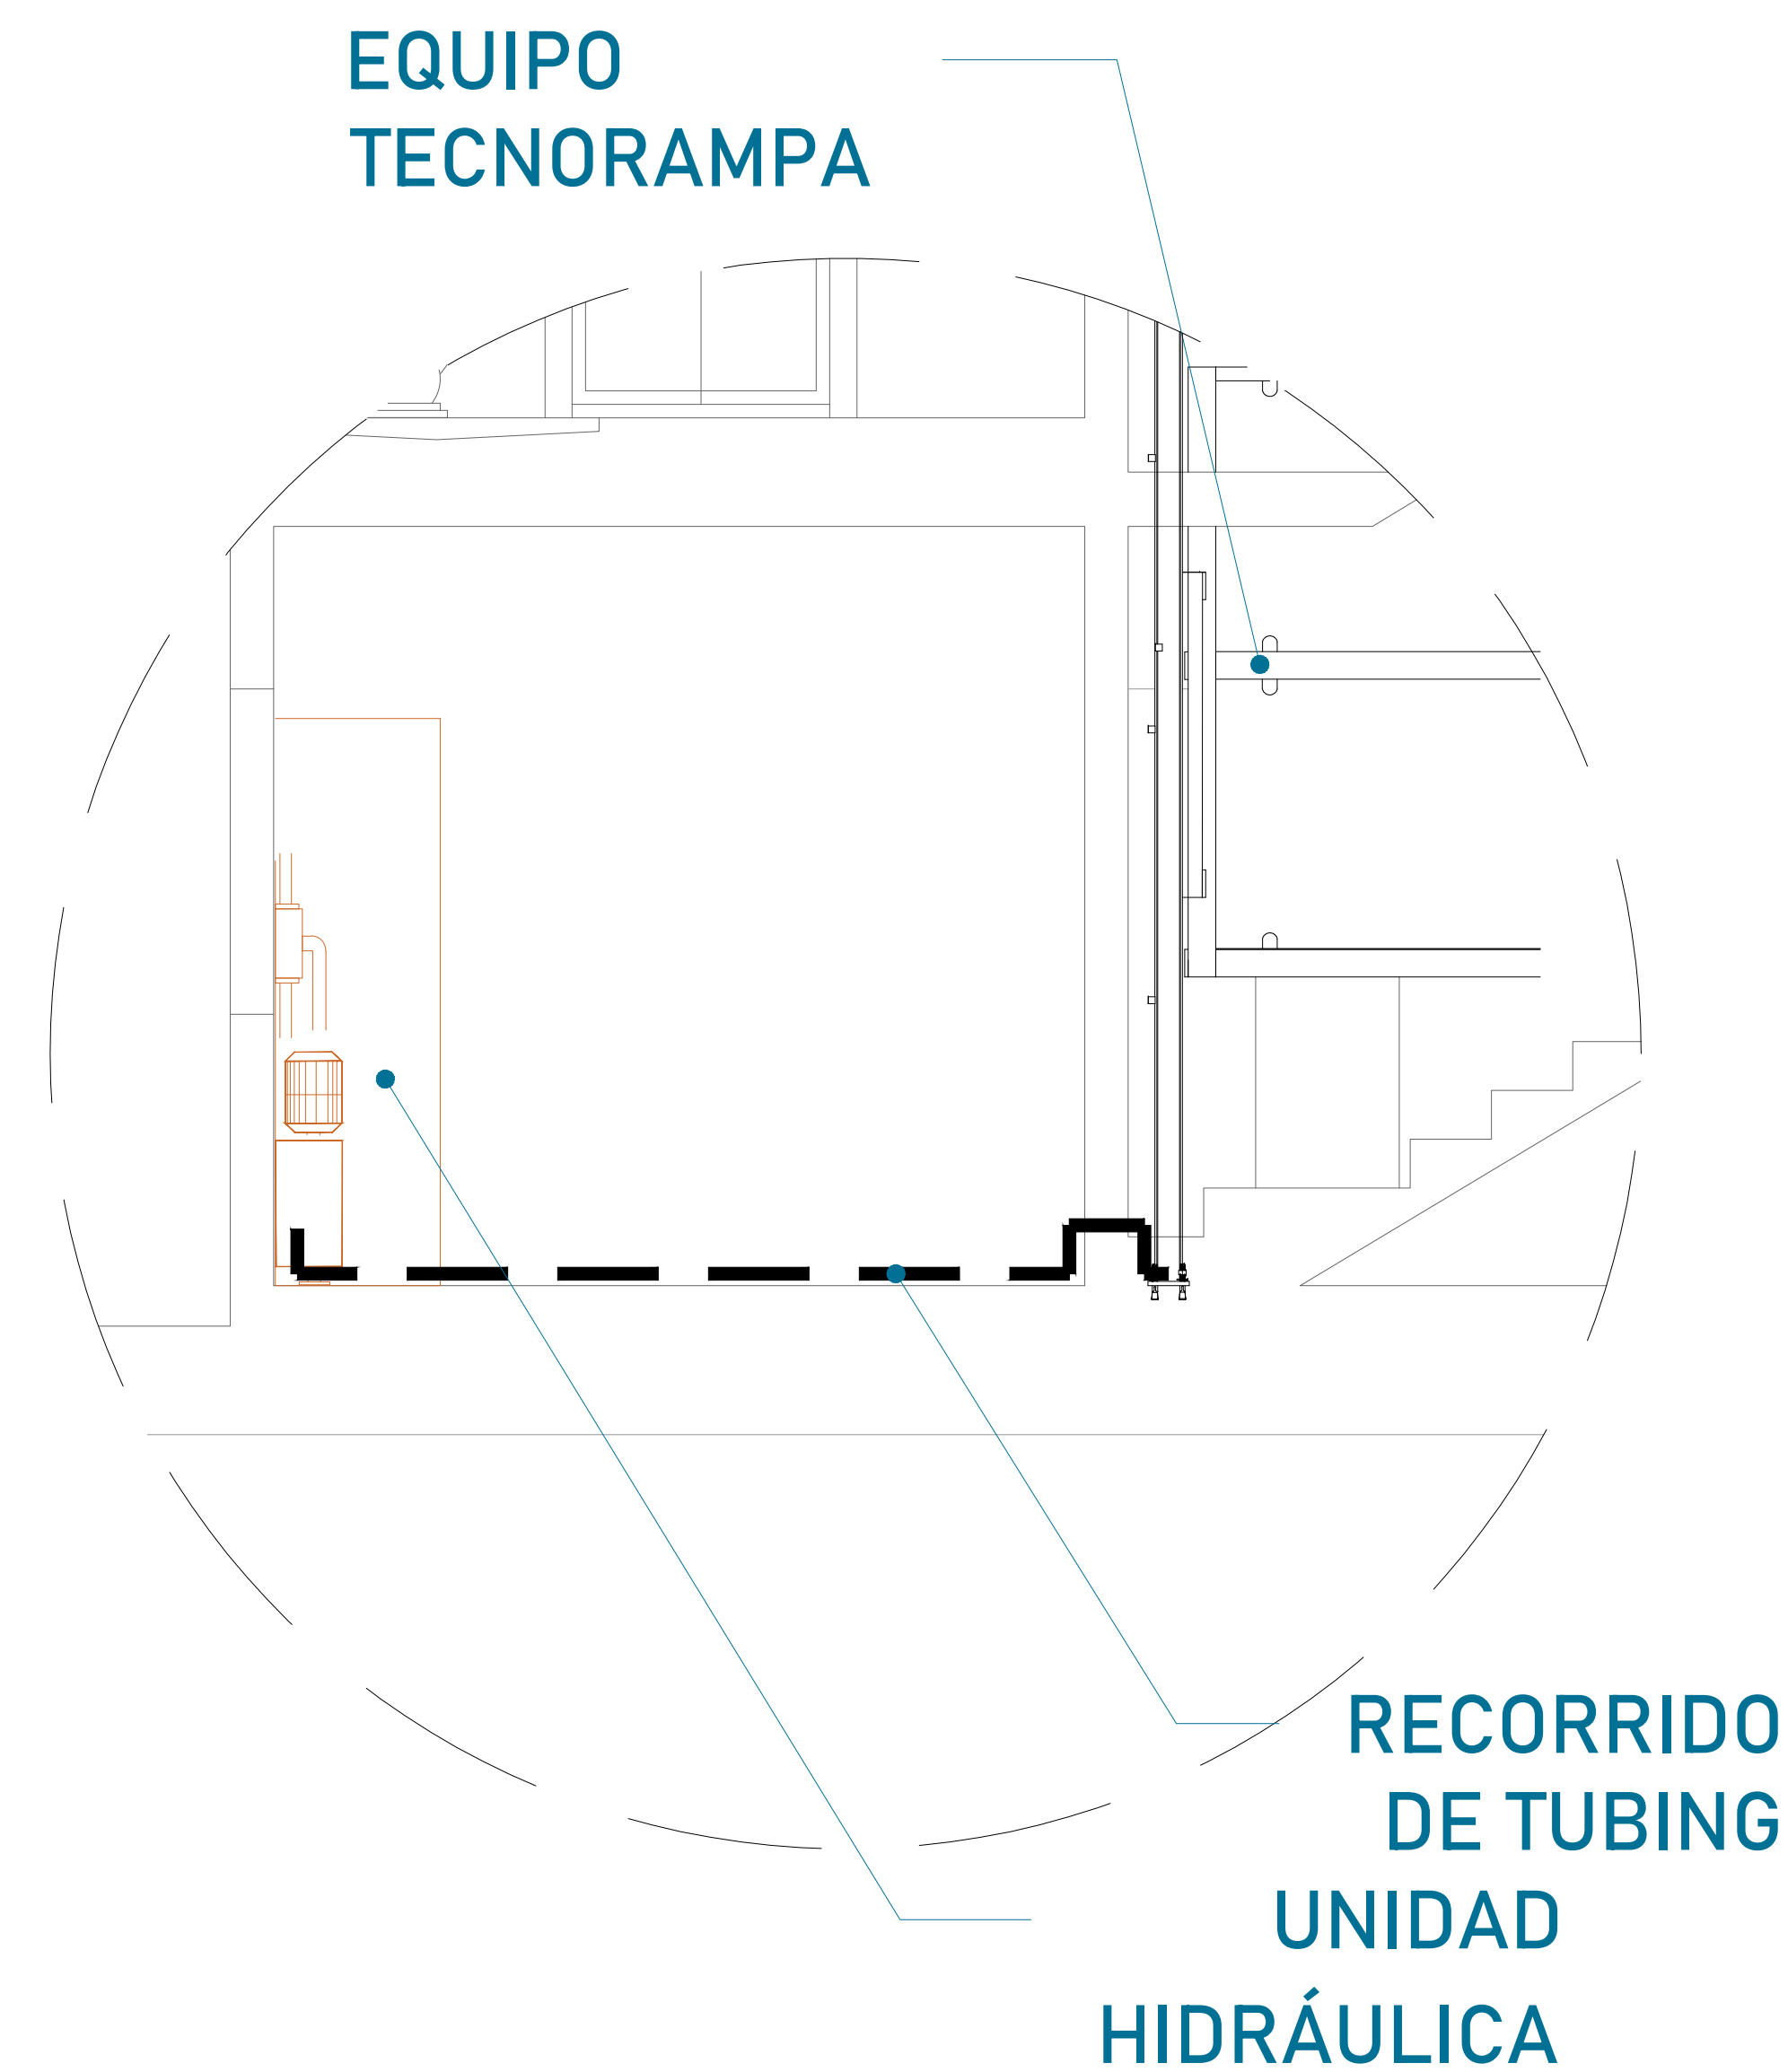 EQUIPO
TECNORAMPA
RECORRIDO
DE TUBING
UNIDAD
HIDRÁULICA